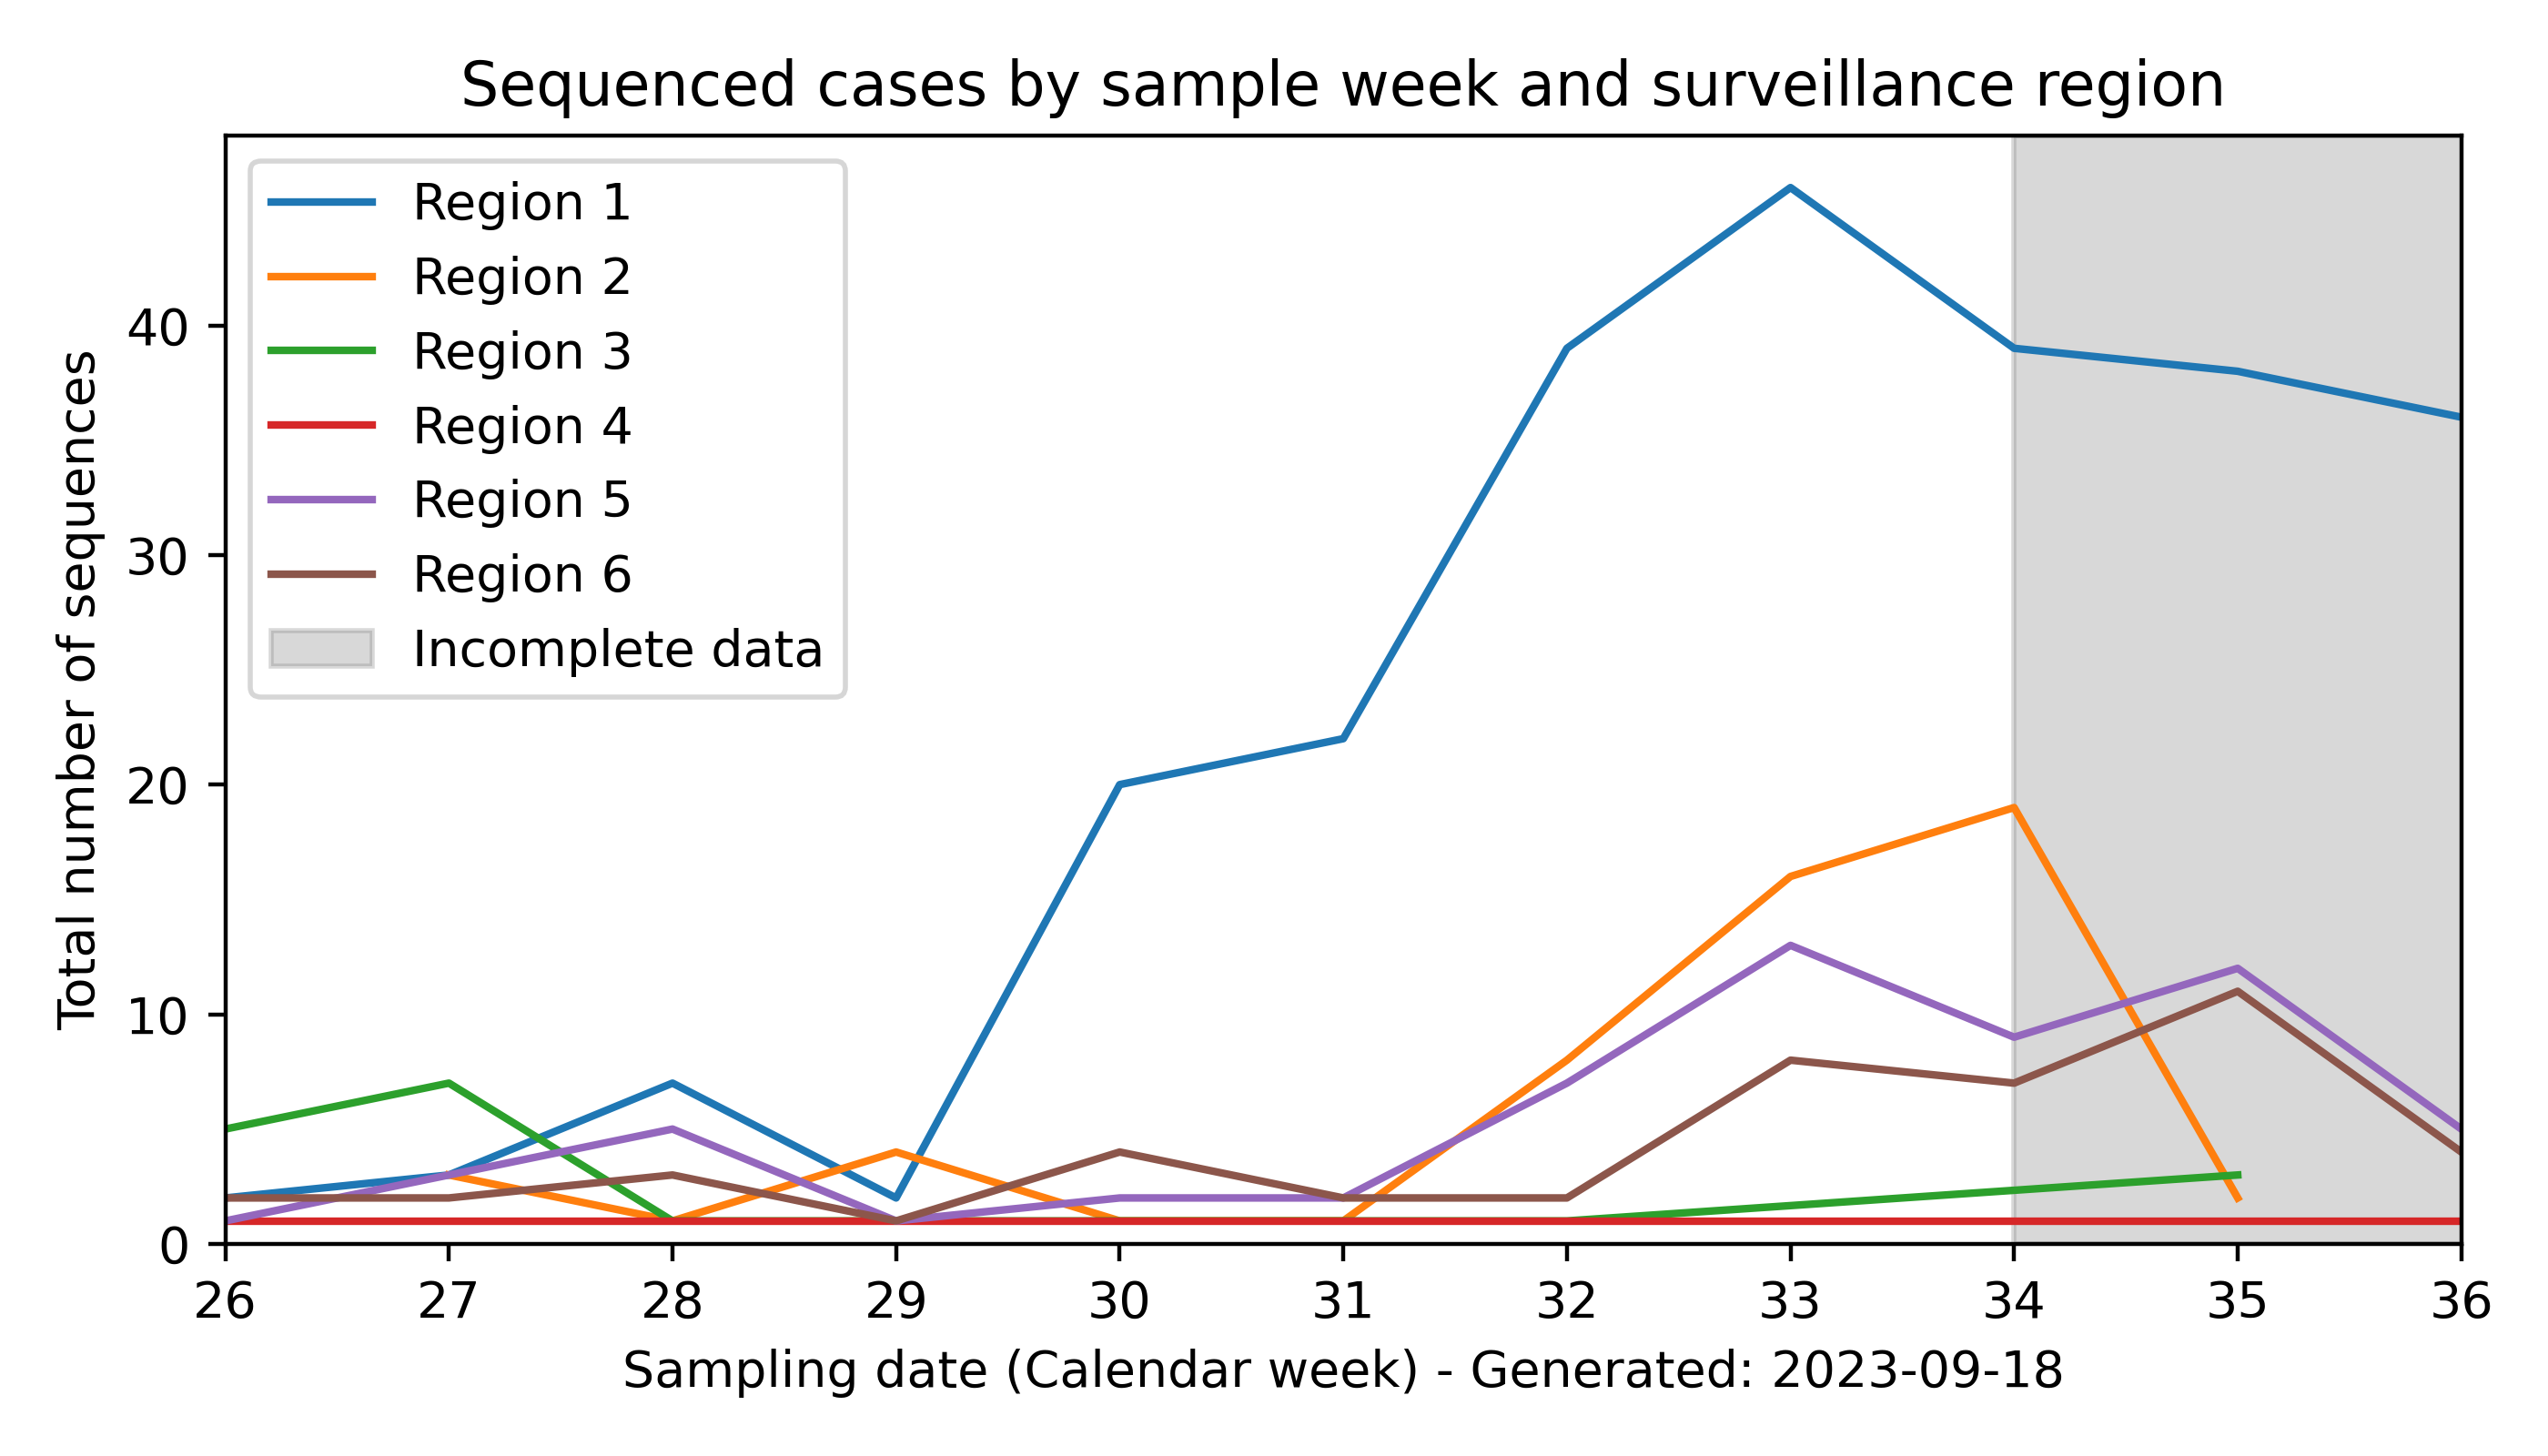 Sequenced cases by sample week and surveillance region
Region 1
Region 2
Region 3
Region 4
Region 5
Region 6
Incomplete data
Total number of sequences
40
30
20
10
0
26 27 28 29 30 31 32 33 34 35 36
Sampling date (Calendar week) - Generated: 2023-09-18